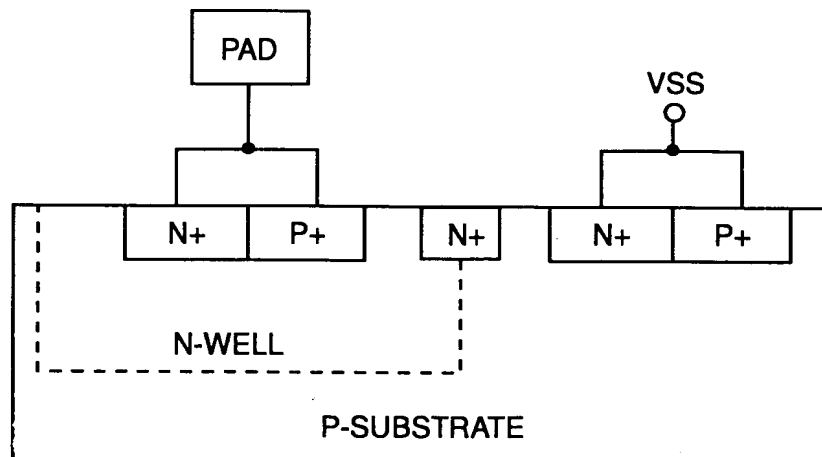 PAD
VSS
N+ P+ N+ N+ P+
N-WELL
P-SUBSTRATE